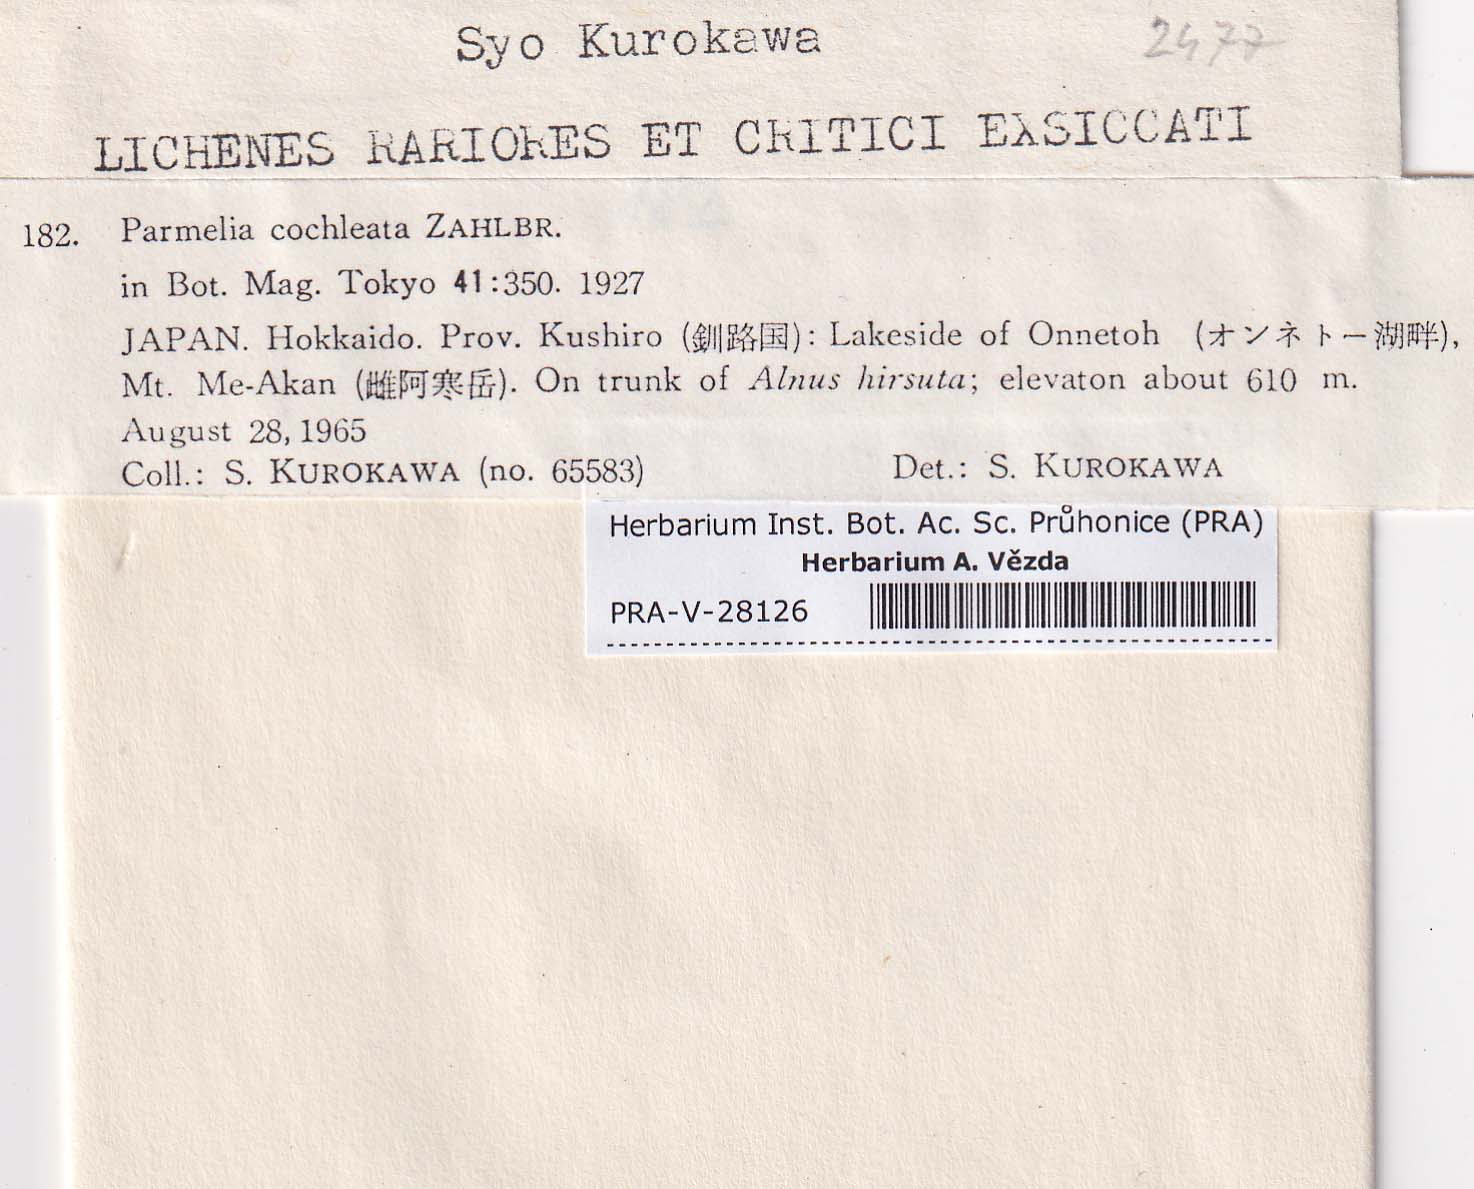 Syo Kurokawa
2477
LICHENES RARIORES ET CRITICI EXSICCATI
182. Parmelia cochleata ZAHLBR.
in Bot. Mag. Tokyo 41:350. 1927
JAPAN. Hokkaido. Prov. Kushiro (釧路国): Lakeside of Onnetoh (オンネトー湖畔),
Mt. Me-Akan (雌阿寒岳). On trunk of Alnus hirsuta; elevaton about 610 m.
August 28, 1965
Coll.: S. KUROKAWA (no. 65583) Det.: S. KUROKAWA
Herbarium Inst. Bot. Ac. Sc. Průhonice (PRA)
Herbarium A. Vězda
PRA-V-28126